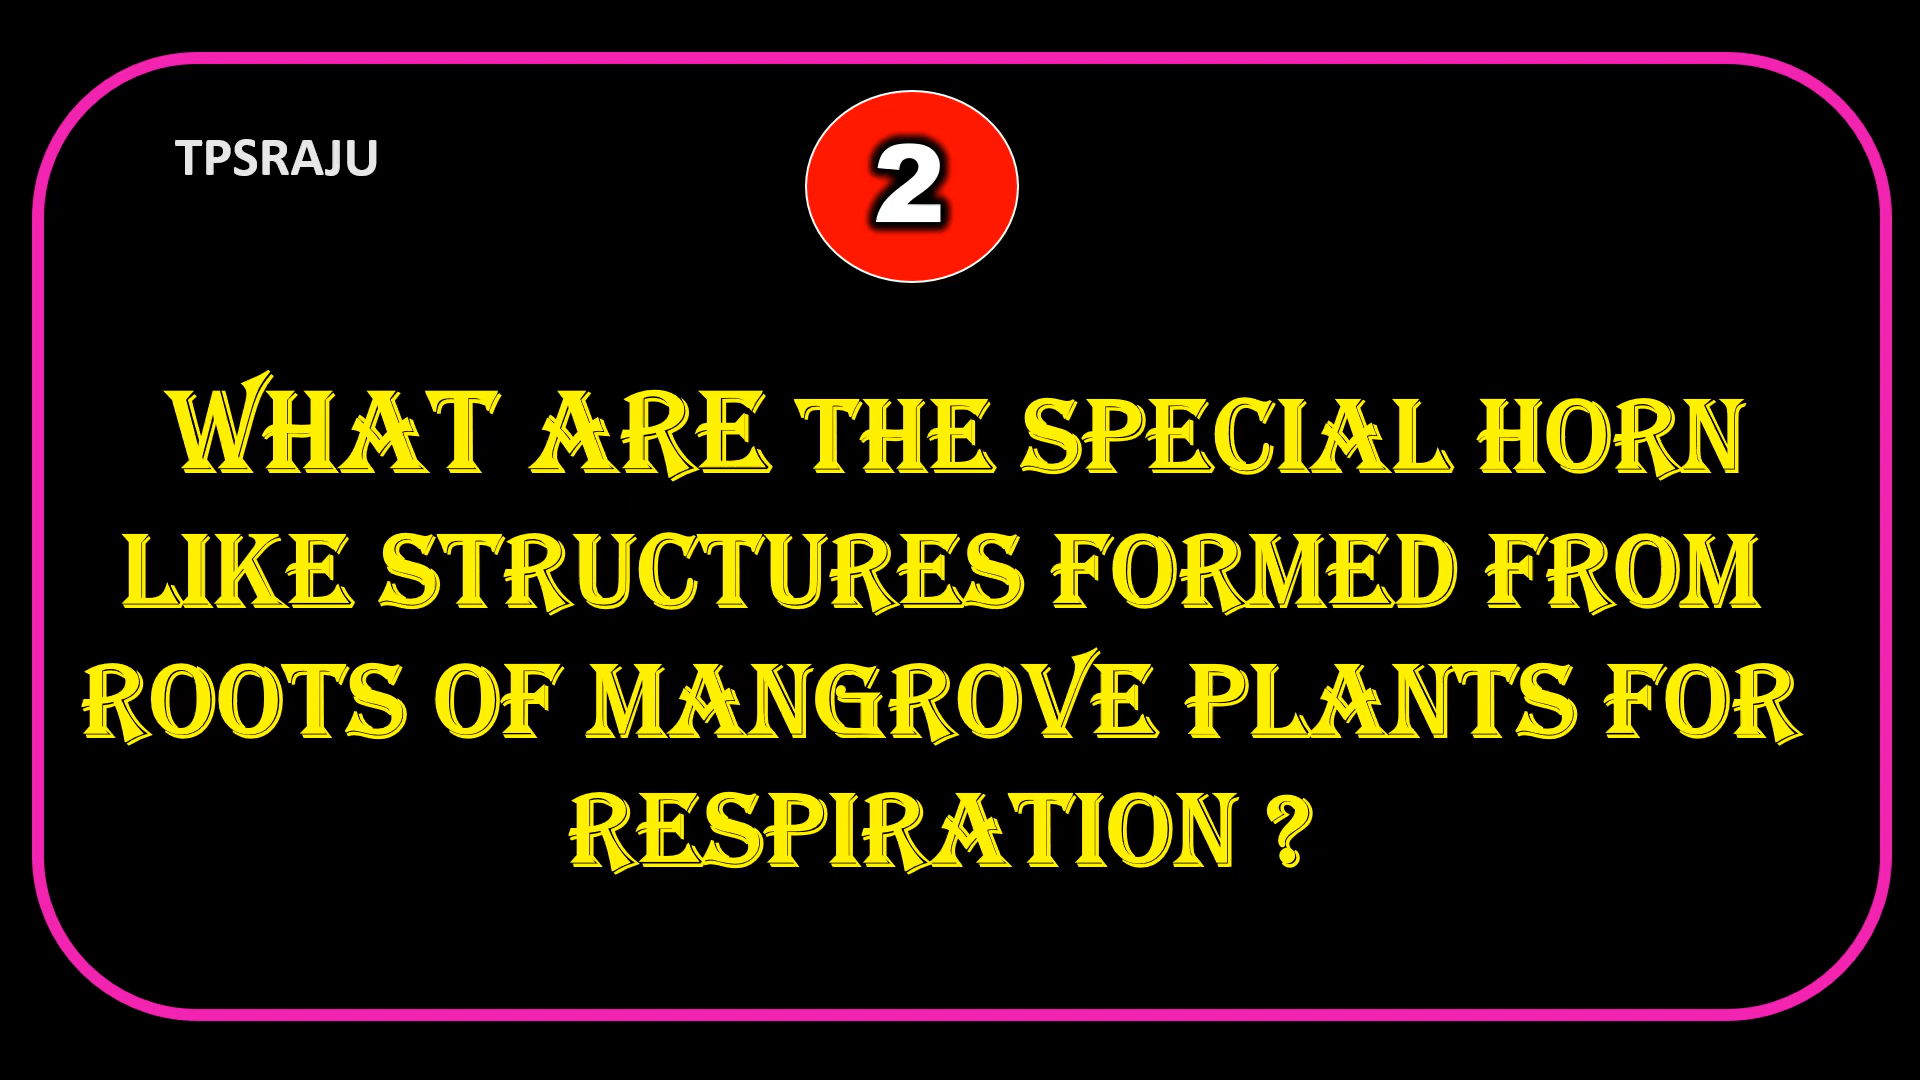 TPSRAJU
2
WHAT ARE THE SPECIAL HORN
LIKE STRUCTURES FORMED FROM
ROOTS OF MANGROVE PLANTS FOR
RESPIRATION ?